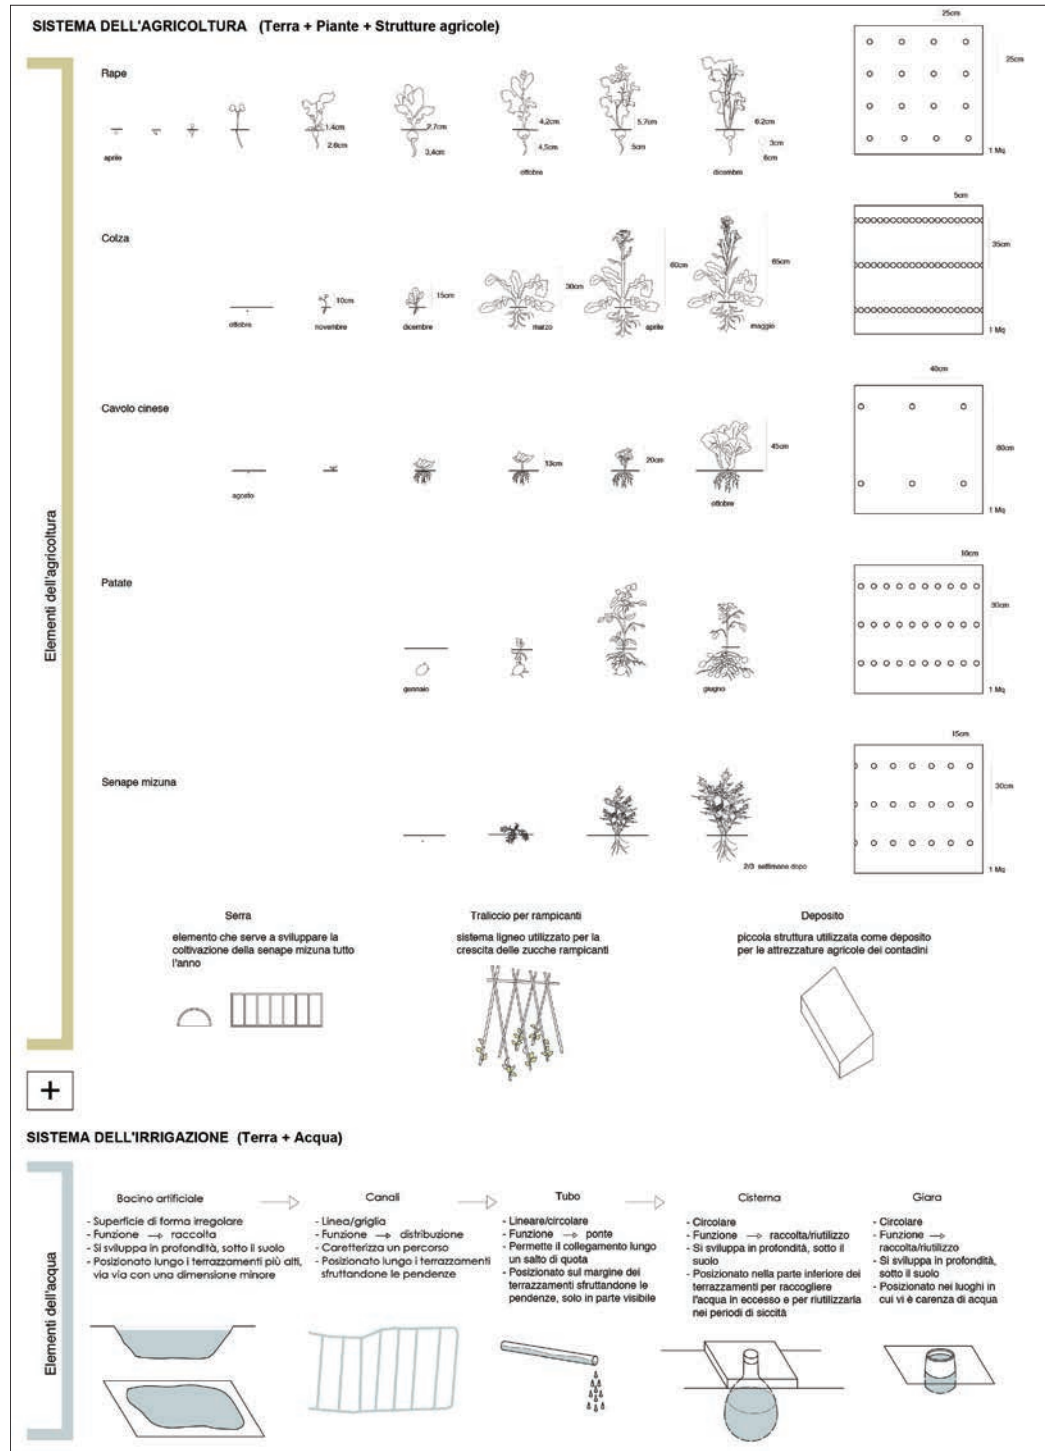 SISTEMA DELL'AGRICOLTURA (Terra + Piante + Strutture agricole)
Elementi dell'agricoltura
Rape
aprile
1,4cm
2.6cm
2,7cm
3,4cm
4,2cm
4,5cm
ottobre
5,7cm
5cm
6.2cm
3cm
6cm
dicembre
25cm
25cm
1 Mq
Colza
ottobre
10cm
novembre
15cm
dicembre
30cm
marzo
60cm
aprile
65cm
maggio
5cm
35cm
1 Mq
Cavolo cinese
agosto
13cm
20cm
45cm
ottobre
40cm
60cm
1 Mq
Patate
gennaio
giugno
10cm
30cm
1 Mq
Senape mizuna
2/3 settimane dopo
15cm
30cm
1 Mq
Serra
elemento che serve a sviluppare la
coltivazione della senape mizuna tutto
l'anno
Traliccio per rampicanti
sistema ligneo utilizzato per la
crescita delle zucche rampicanti
Deposito
piccola struttura utilizzata come deposito
per le attrezzature agricole dei contadini
+
SISTEMA DELL'IRRIGAZIONE (Terra + Acqua)
Elementi dell'acqua
Bacino artificiale
- Superficie di forma irregolare
- Funzione → raccolta
- Si sviluppa in profondità, sotto il suolo
- Posizionato lungo i terrazzamenti più alti,
via via con una dimensione minore
Canali
- Linea/griglia
- Funzione → distribuzione
- Caretterizza un percorso
- Posizionato lungo i terrazzamenti
sfruttandone le pendenze
Tubo
- Lineare/circolare
- Funzione → ponte
- Permette il collegamento lungo
un salto di quota
- Posizionato sul margine dei
terrazzamenti sfruttandone le
pendenze, solo in parte visibile
Cisterna
- Circolare
- Funzione → raccolta/riutilizzo
- Si sviluppa in profondità, sotto il
suolo
- Posizionato nella parte inferiore dei
terrazzamenti per raccogliere
l'acqua in eccesso e per riutilizzarla
nei periodi di siccità
Giara
- Circolare
- Funzione →
raccolta/riutilizzo
- Si sviluppa in profondità,
sotto il suolo
- Posizionato nei luoghi in
cui vi è carenza di acqua